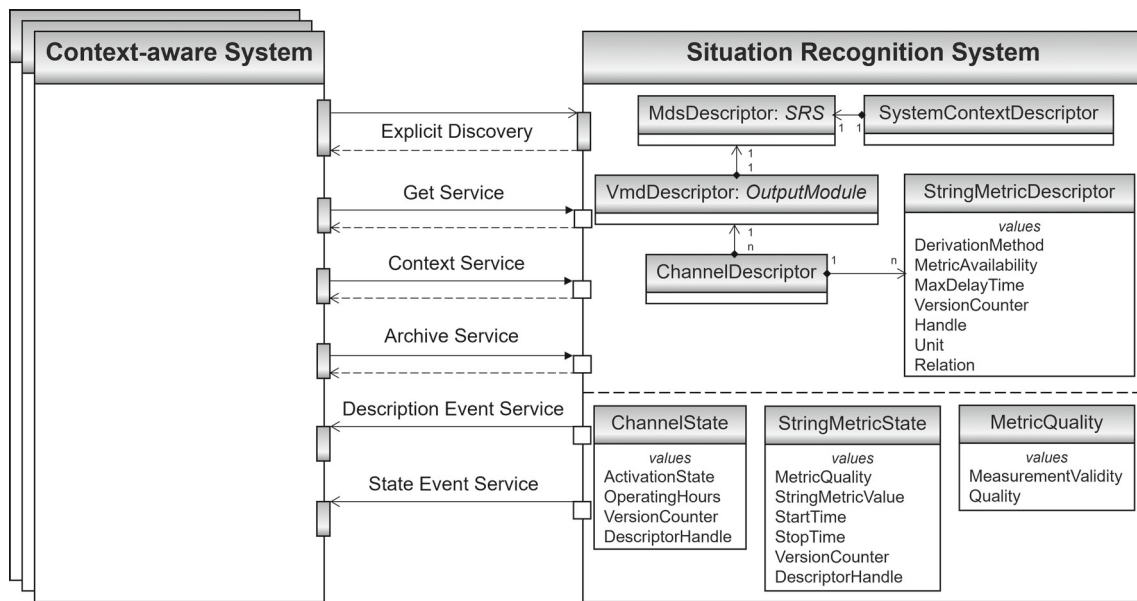 Context-aware System
Situation Recognition System
Explicit Discovery
Get Service
Context Service
Archive Service
Description Event Service
State Event Service
MdsDescriptor: SRS
1
1
SystemContextDescriptor
1
1
VmdDescriptor: OutputModule
1
n
ChannelDescriptor
1
n
StringMetricDescriptor
values
DerivationMethod
MetricAvailability
MaxDelayTime
VersionCounter
Handle
Unit
Relation
ChannelState
values
ActivationState
OperatingHours
VersionCounter
DescriptorHandle
StringMetricState
values
MetricQuality
StringMetricValue
StartTime
StopTime
VersionCounter
DescriptorHandle
MetricQuality
values
MeasurementValidity
Quality